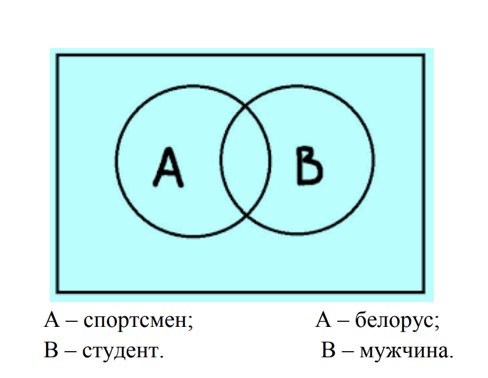 A B
А – спортсмен; А – белорус;
В – студент. В – мужчина.